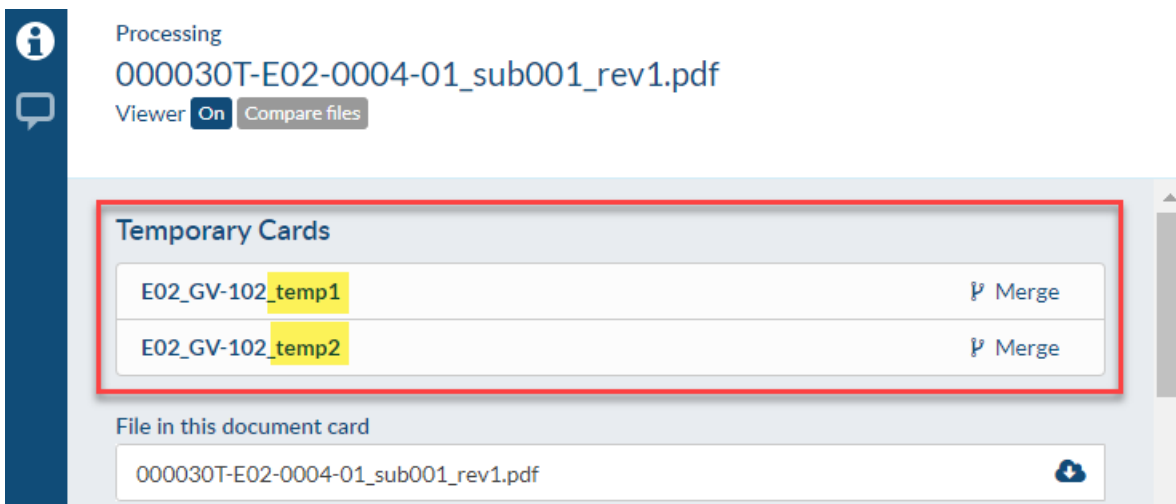 Processing
000030T-E02-0004-01_sub001_rev1.pdf
Viewer On Compare files
Temporary Cards
E02_GV-102_temp1 Merge
E02_GV-102_temp2 Merge
File in this document card
000030T-E02-0004-01_sub001_rev1.pdf